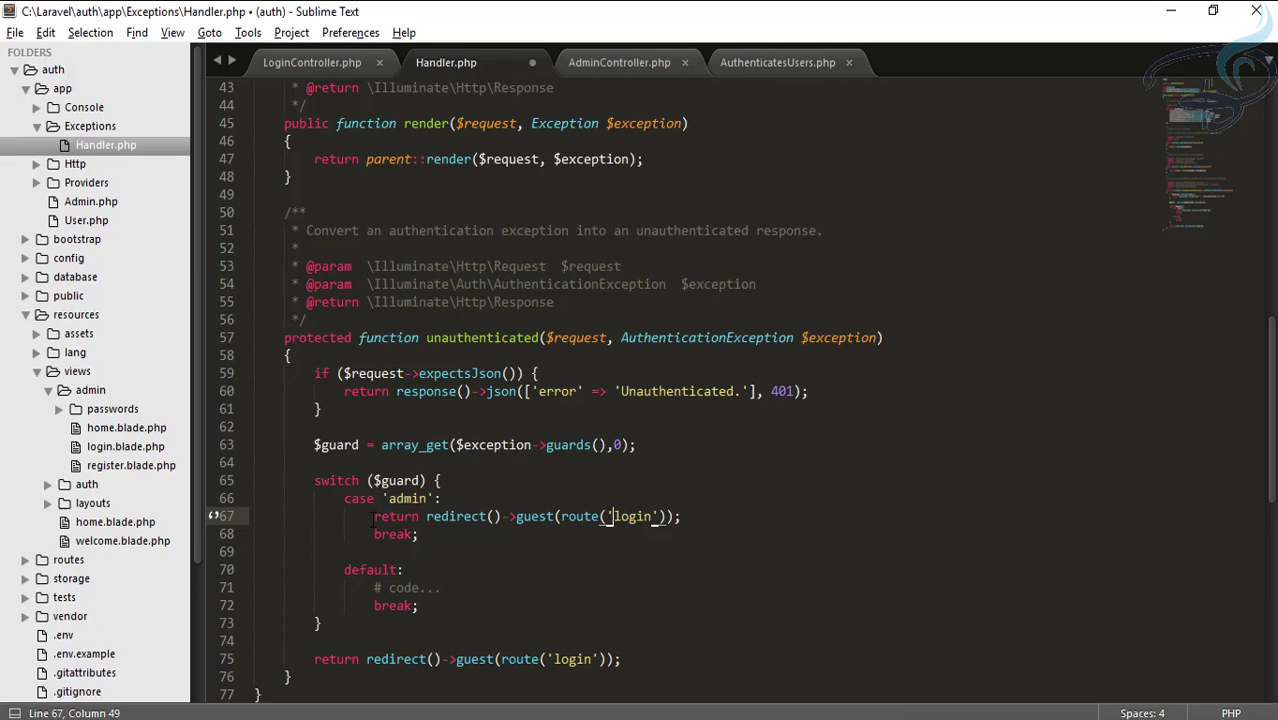 C:\Laravel\auth\app\Exceptions\Handler.php • (auth) - Sublime Text
File Edit Selection Find View Goto Tools Project Preferences Help
FOLDERS
auth
app
Console
Exceptions
Handler.php
Http
Providers
Admin.php
User.php
bootstrap
config
database
public
resources
assets
lang
views
admin
passwords
home.blade.php
login.blade.php
register.blade.php
auth
layouts
home.blade.php
welcome.blade.php
routes
storage
tests
vendor
.env
.env.example
.gitattributes
.gitignore
LoginController.php Handler.php AdminController.php AuthenticatesUsers.php
43 * @return \Illuminate\Http\Response
44 */
45 public function render($request, Exception $exception)
46 {
47 return parent::render($request, $exception);
48 }
49
50 /**
51 * Convert an authentication exception into an unauthenticated response.
52 *
53 * @param \Illuminate\Http\Request $request
54 * @param \Illuminate\Auth\AuthenticationException $exception
55 * @return \Illuminate\Http\Response
56 */
57 protected function unauthenticated($request, AuthenticationException $exception)
58 {
59 if ($request->expectsJson()) {
60 return response()->json(['error' => 'Unauthenticated.'], 401);
61 }
62
63 $guard = array_get($exception->guards(),0);
64
65 switch ($guard) {
66 case 'admin':
67 return redirect()->guest(route('login'));
68 break;
69
70 default:
71 # code...
72 break;
73 }
74
75 return redirect()->guest(route('login'));
76 }
77 }
Line 67, Column 49 Spaces: 4 PHP